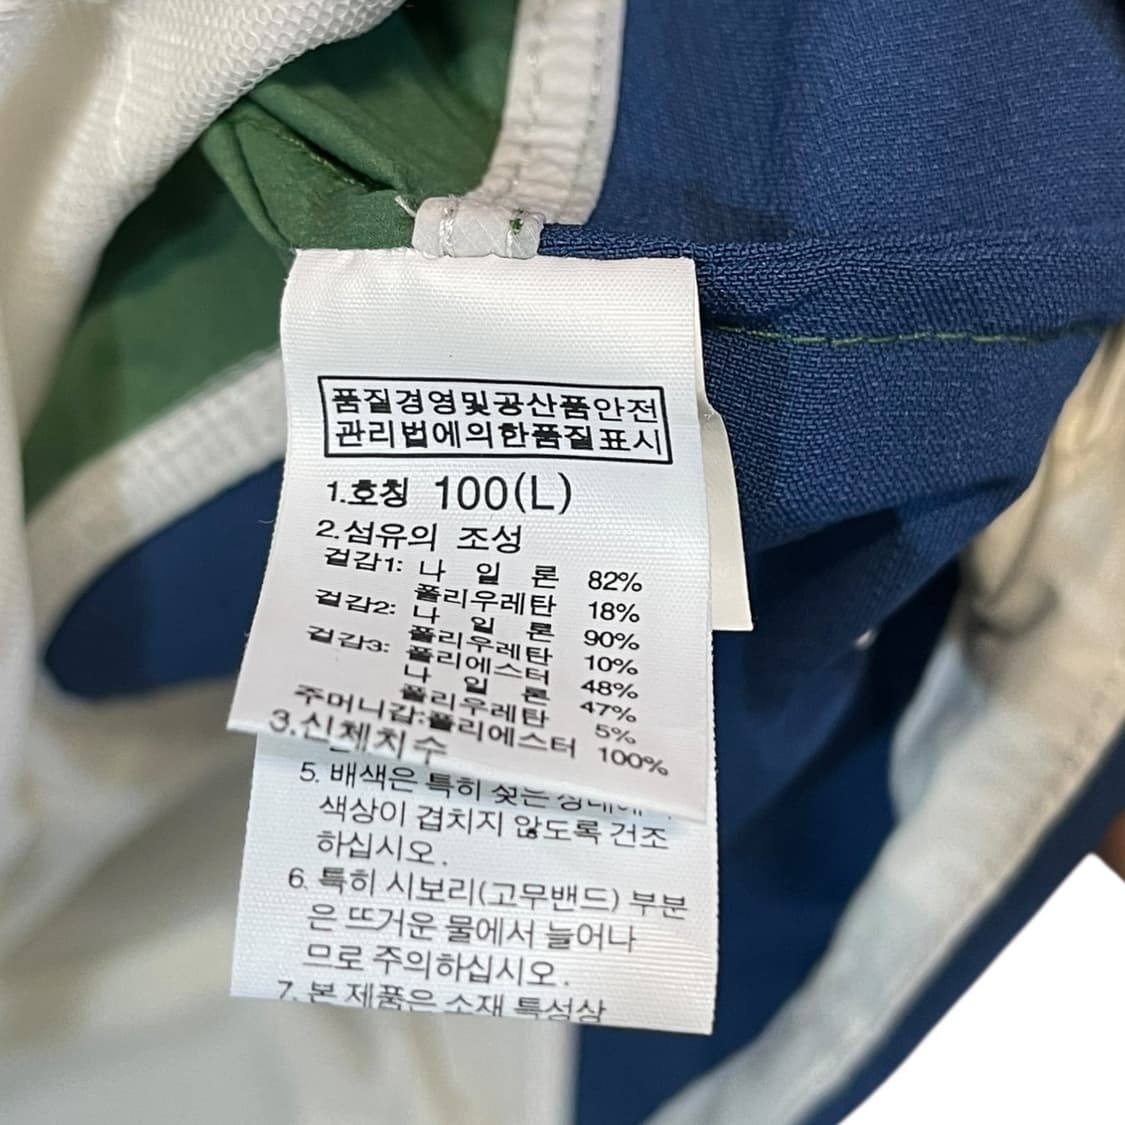 품질경영및공산품안전
관리법에의한품질표시
1.호칭 100(L)
2.섬유의 조성
겉감1: 나 일 론 82%
폴리우레탄 18%
겉감2: 나 일 론 90%
폴리우레탄 10%
겉감3: 폴리에스터 48%
나 일 론 47%
폴리우레탄 5%
주머니감:폴리에스터 100%
3.신체치수
5. 배색은 특히 젖은 상태에서
색상이 겹치지 않도록 건조
하십시오.
6. 특히 시보리(고무밴드) 부분
은 뜨거운 물에서 늘어나
므로 주의하십시오.
7. 본 제품은 소재 특성상